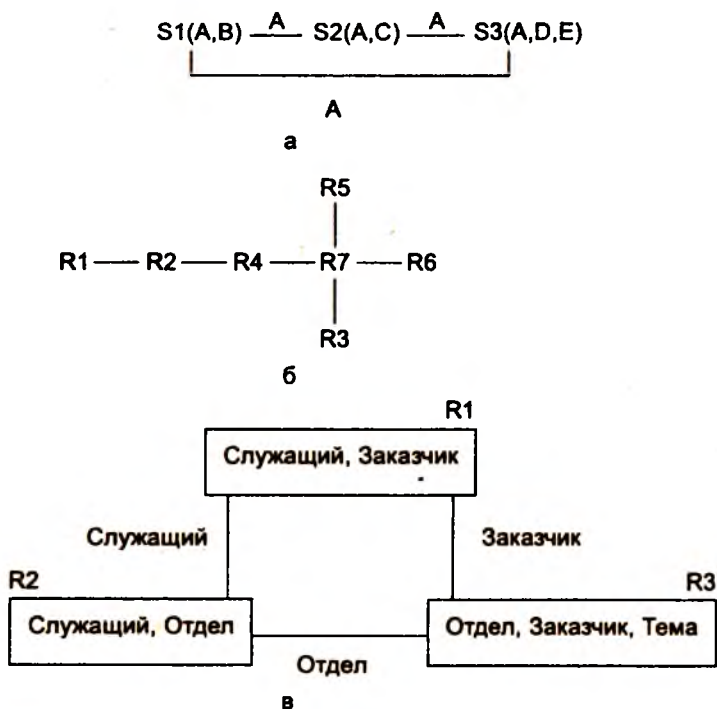 A A
S1(A,B) S2(A,C) S3(A,D,E)
A
а
R5
R1 R2 R4 R7 R6
R3
б
R1
Служащий, Заказчик
Служащий Заказчик
R2 R3
Служащий, Отдел Отдел, Заказчик, Тема
Отдел
в